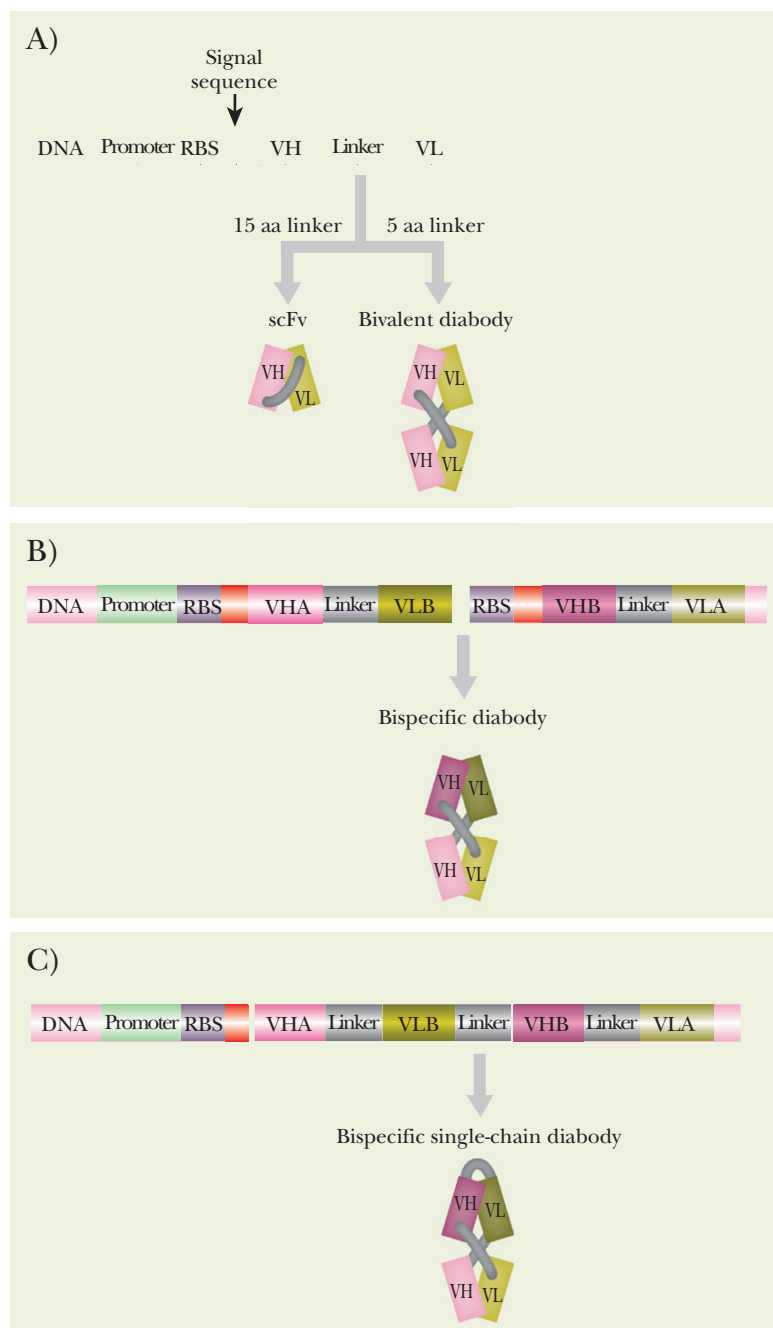 A)
Signal
sequence
DNA Promoter RBS VH Linker VL
15 aa linker 5 aa linker
scFv Bivalent diabody
VH VL
VH VL
VH VL
B)
DNA Promoter RBS VHA Linker VLB RBS VHB Linker VLA
Bispecific diabody
VH VL
VH VL
C)
DNA Promoter RBS VHA Linker VLB Linker VHB Linker VLA
Bispecific single-chain diabody
VH VL
VH VL